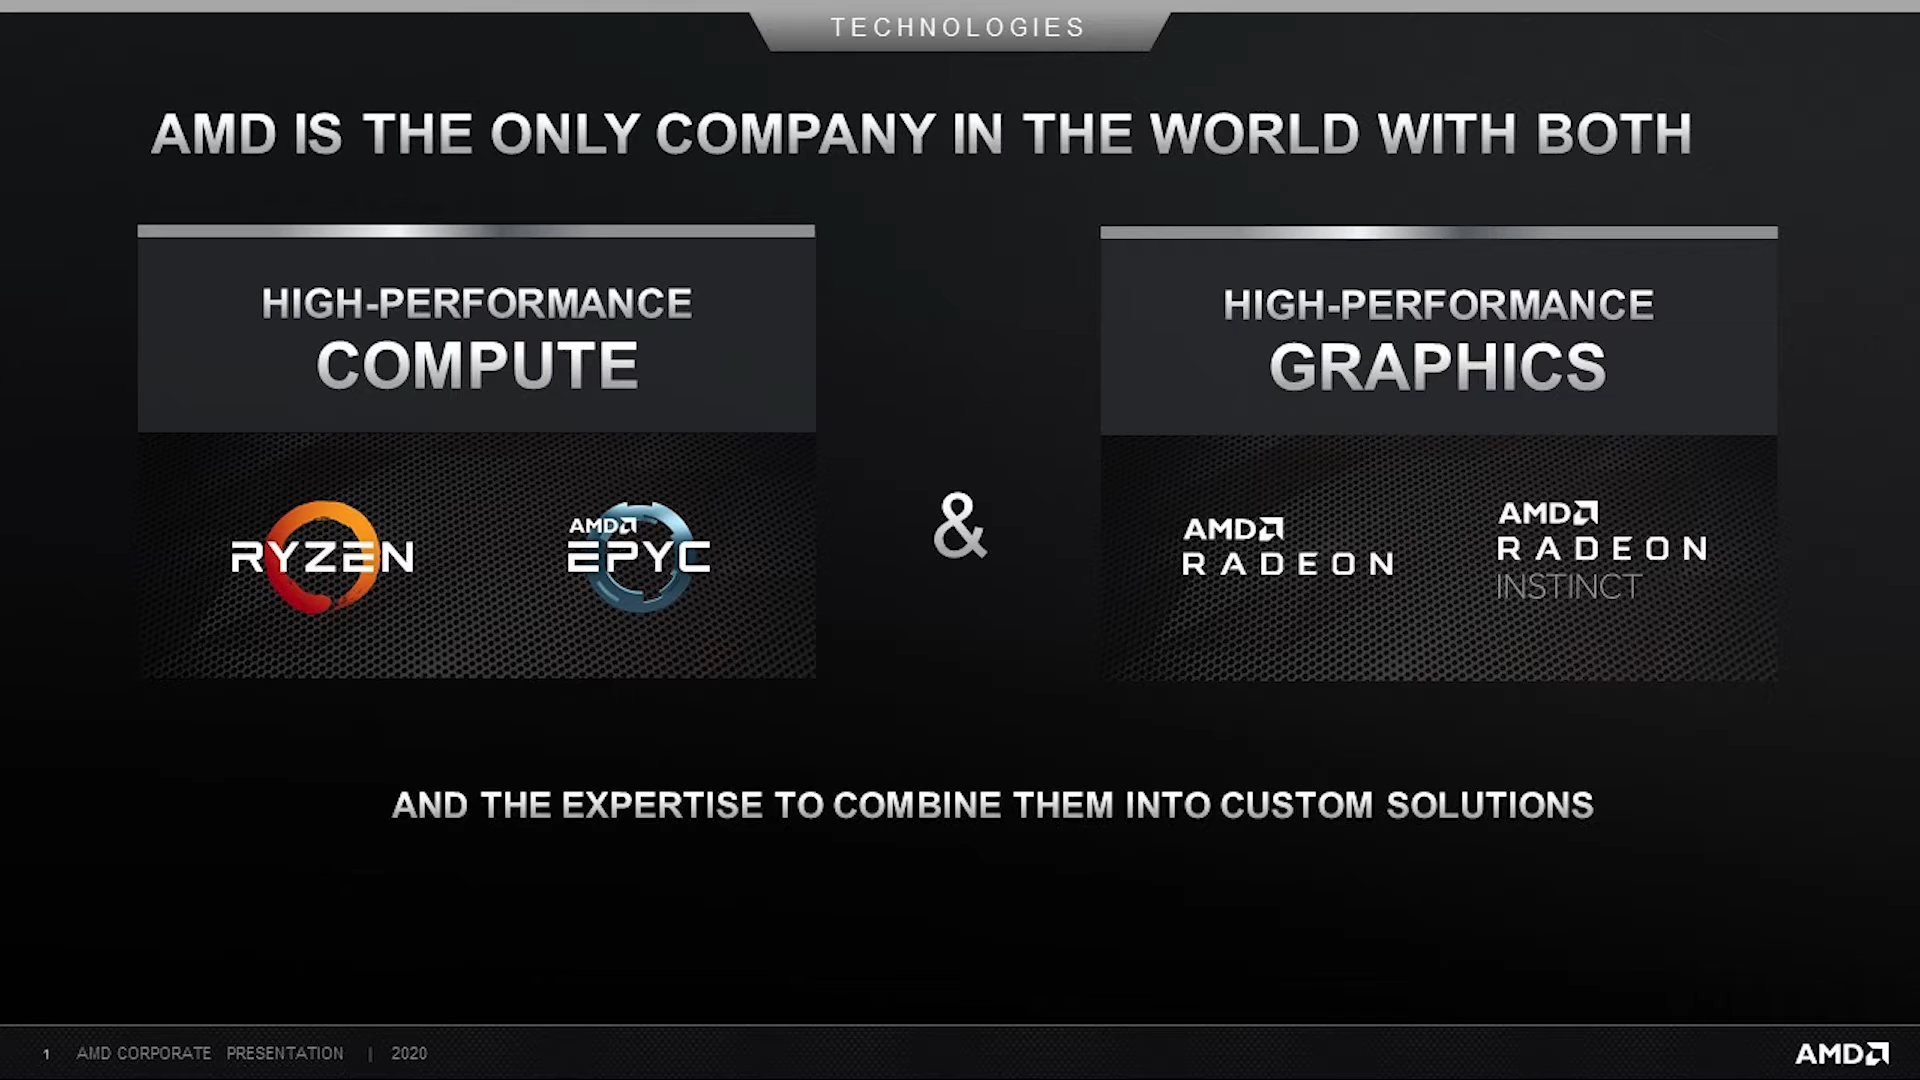 TECHNOLOGIES
AMD IS THE ONLY COMPANY IN THE WORLD WITH BOTH
HIGH-PERFORMANCE
COMPUTE
RYZEN
AMD
EPYC
&
HIGH-PERFORMANCE
GRAPHICS
AMD
RADEON
AMD
RADEON
INSTINCT
AND THE EXPERTISE TO COMBINE THEM INTO CUSTOM SOLUTIONS
1 AMD CORPORATE PRESENTATION | 2020
AMD